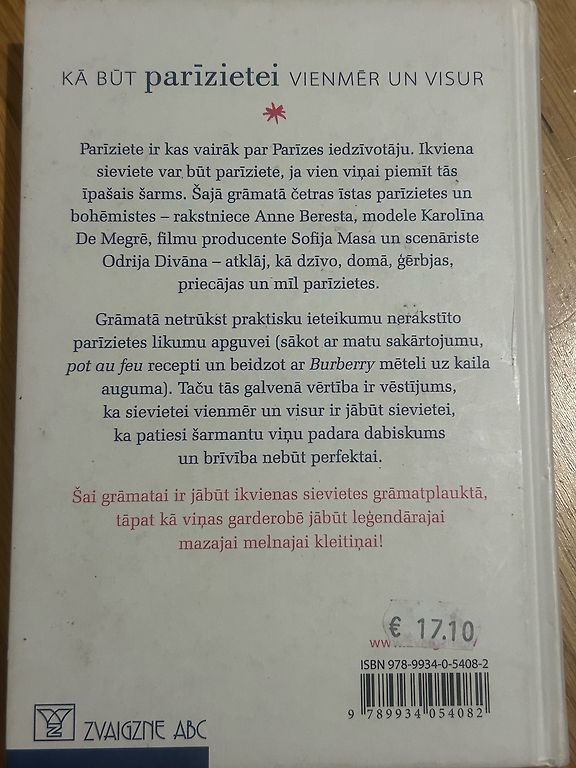 KĀ BŪT parīzietei VIENMĒR UN VISUR
Parīziete ir kas vairāk par Parīzes iedzīvotāju. Ikviena
sieviete var būt parīziete, ja vien viņai piemīt tās
īpašais šarms. Šajā grāmatā četras īstas parīzietes un
bohēmistes – rakstniece Anne Beresta, modele Karolīna
De Megrē, filmu producente Sofija Masa un scenāriste
Odrija Divāna – atklāj, kā dzīvo, domā, ģērbjas,
priecājas un mīl parīzietes.
Grāmatā netrūkst praktisku ieteikumu nerakstīto
parīzietes likumu apguvei (sākot ar matu sakārtojumu,
pot au feu recepti un beidzot ar Burberry mēteli uz kaila
auguma). Taču tās galvenā vērtība ir vēstījums,
ka sievietei vienmēr un visur ir jābūt sievietei,
ka patiesi šarmantu viņu padara dabiskums
un brīvība nebūt perfektai.
Šai grāmatai ir jābūt ikvienas sievietes grāmatplauktā,
tāpat kā viņas garderobē jābūt leģendārajai
mazajai melnajai kleitiņai!
€ 17.10
ISBN 978-9934-0-5408-2
9 789934 054082
ZVAIGZNE ABC